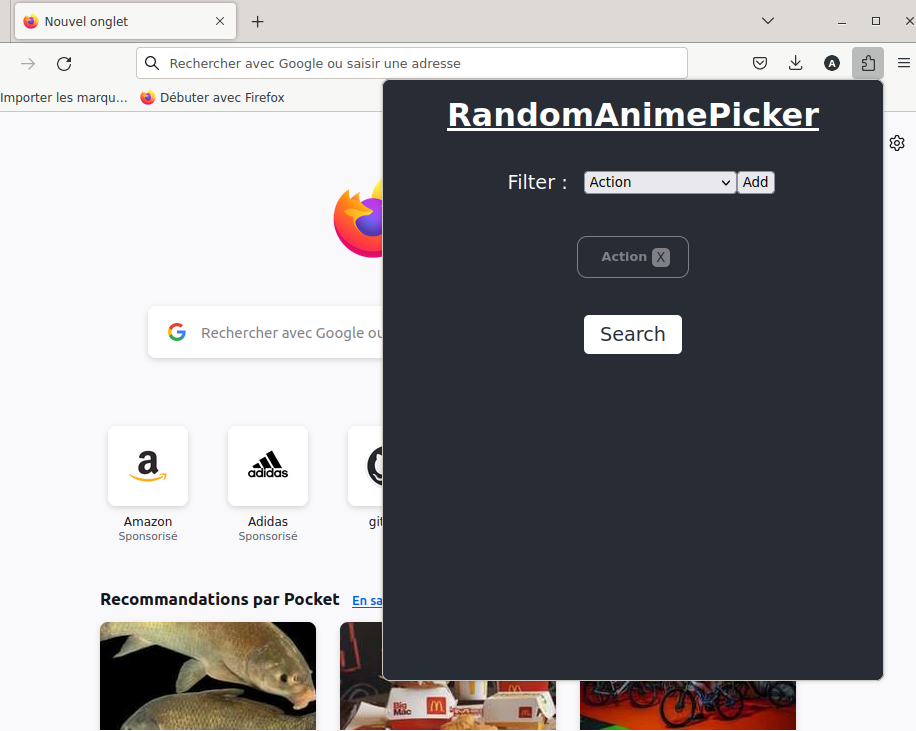 Nouvel onglet
Rechercher avec Google ou saisir une adresse
A
Importer les marqu... Débuter avec Firefox
RandomAnimePicker
Filter : Action Add
Action X
Search
Rechercher avec Google ou
a
adidas
Amazon
Sponsorisé
Adidas
Sponsorisé
git
Recommandations par Pocket En sa
Big
Mac